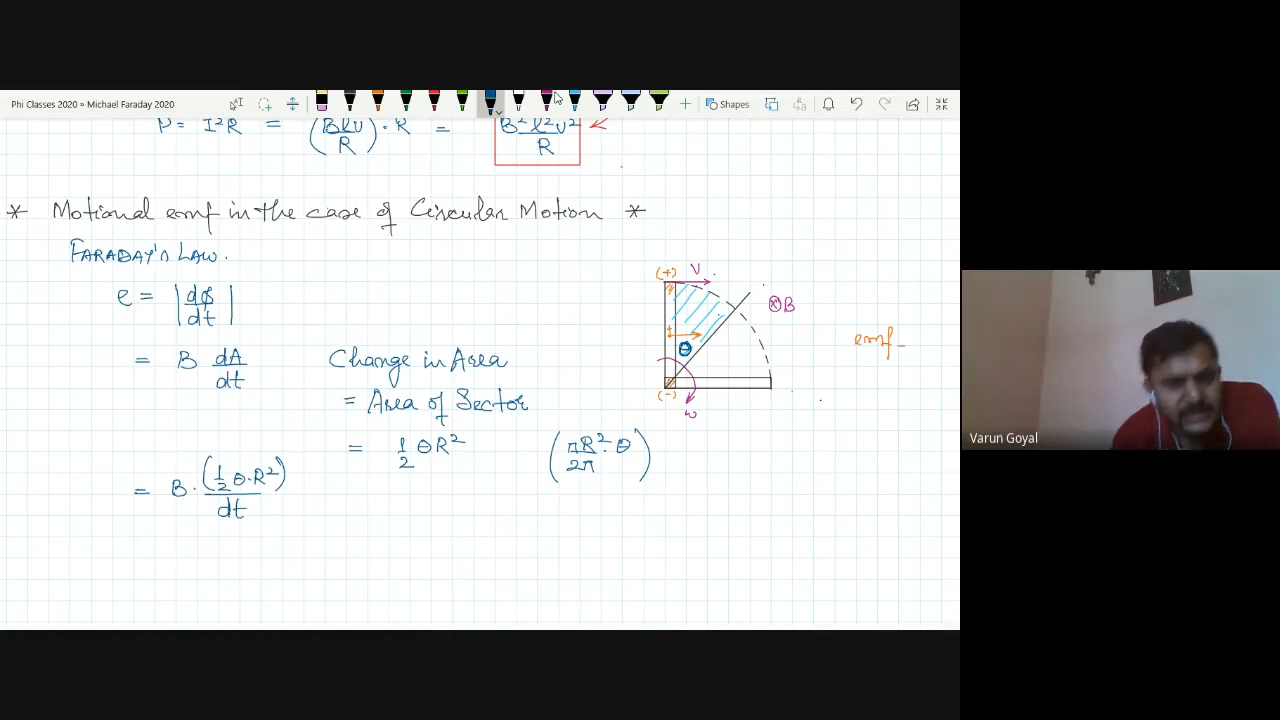 Phi Classes 2020 » Michael Faraday 2020
Shapes
P = I²R = (Blv/R)·R = B²l²v²/R
* Motional emf in the case of Circular Motion *
FARADAY'S LAW.
e = |dϕ/dt|
= B dA/dt
Change in Area
= Area of Sector
= 1/2 θR² (πR²/2π · θ)
= B · (1/2 θ·R²)/dt
(+) V
⊗B
θ
(-) ω
emf -
Varun Goyal